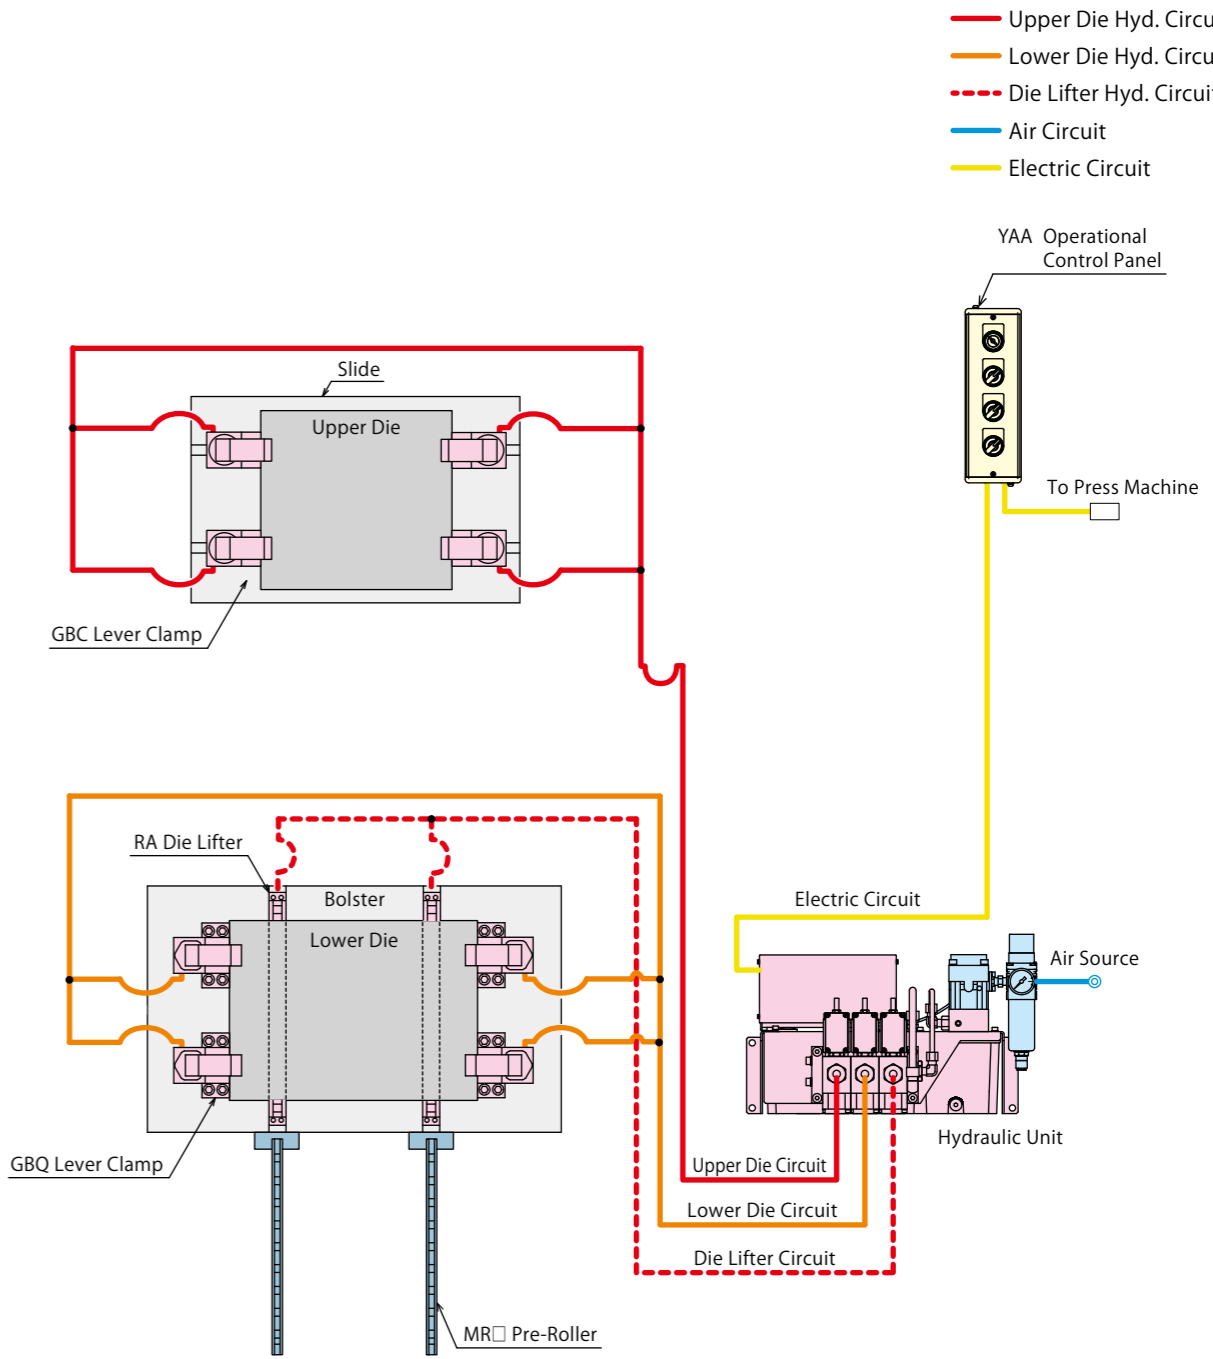 Upper Die Hyd. Circu
Lower Die Hyd. Circu
Die Lifter Hyd. Circuit
Air Circuit
Electric Circuit
YAA Operational
Control Panel
To Press Machine
Slide
Upper Die
GBC Lever Clamp
RA Die Lifter
Bolster
Lower Die
Electric Circuit
Air Source
Hydraulic Unit
GBQ Lever Clamp
Upper Die Circuit
Lower Die Circuit
Die Lifter Circuit
MR□ Pre-Roller